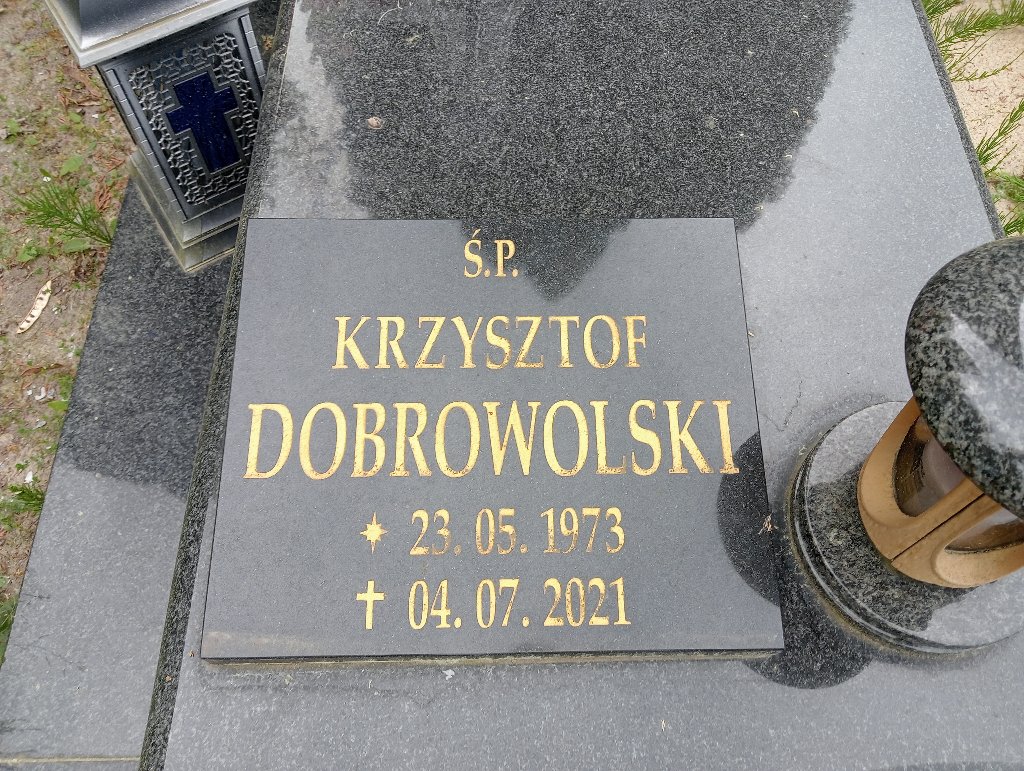 Ś.P.
KRZYSZTOF
DOBROWOLSKI
23. 05. 1973
04. 07. 2021